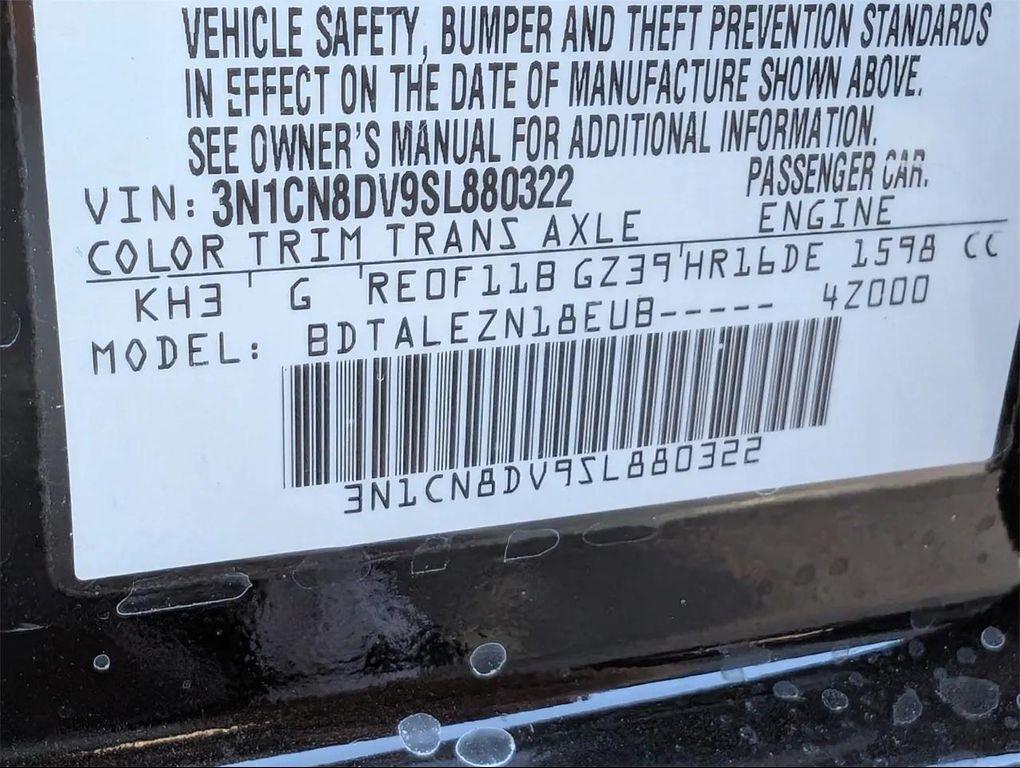 VEHICLE SAFETY, BUMPER AND THEFT PREVENTION STANDARDS
IN EFFECT ON THE DATE OF MANUFACTURE SHOWN ABOVE.
SEE OWNER'S MANUAL FOR ADDITIONAL INFORMATION.
VIN: 3N1CN8DV9SL880322 PASSENGER CAR.
COLOR TRIM TRANS AXLE ENGINE
KH3 ' G 'RE0F11B GZ39'HR16DE 1598 CC
MODEL: BDTALEZN18EUB----- 4Z000
3N1CN8DV9SL880322